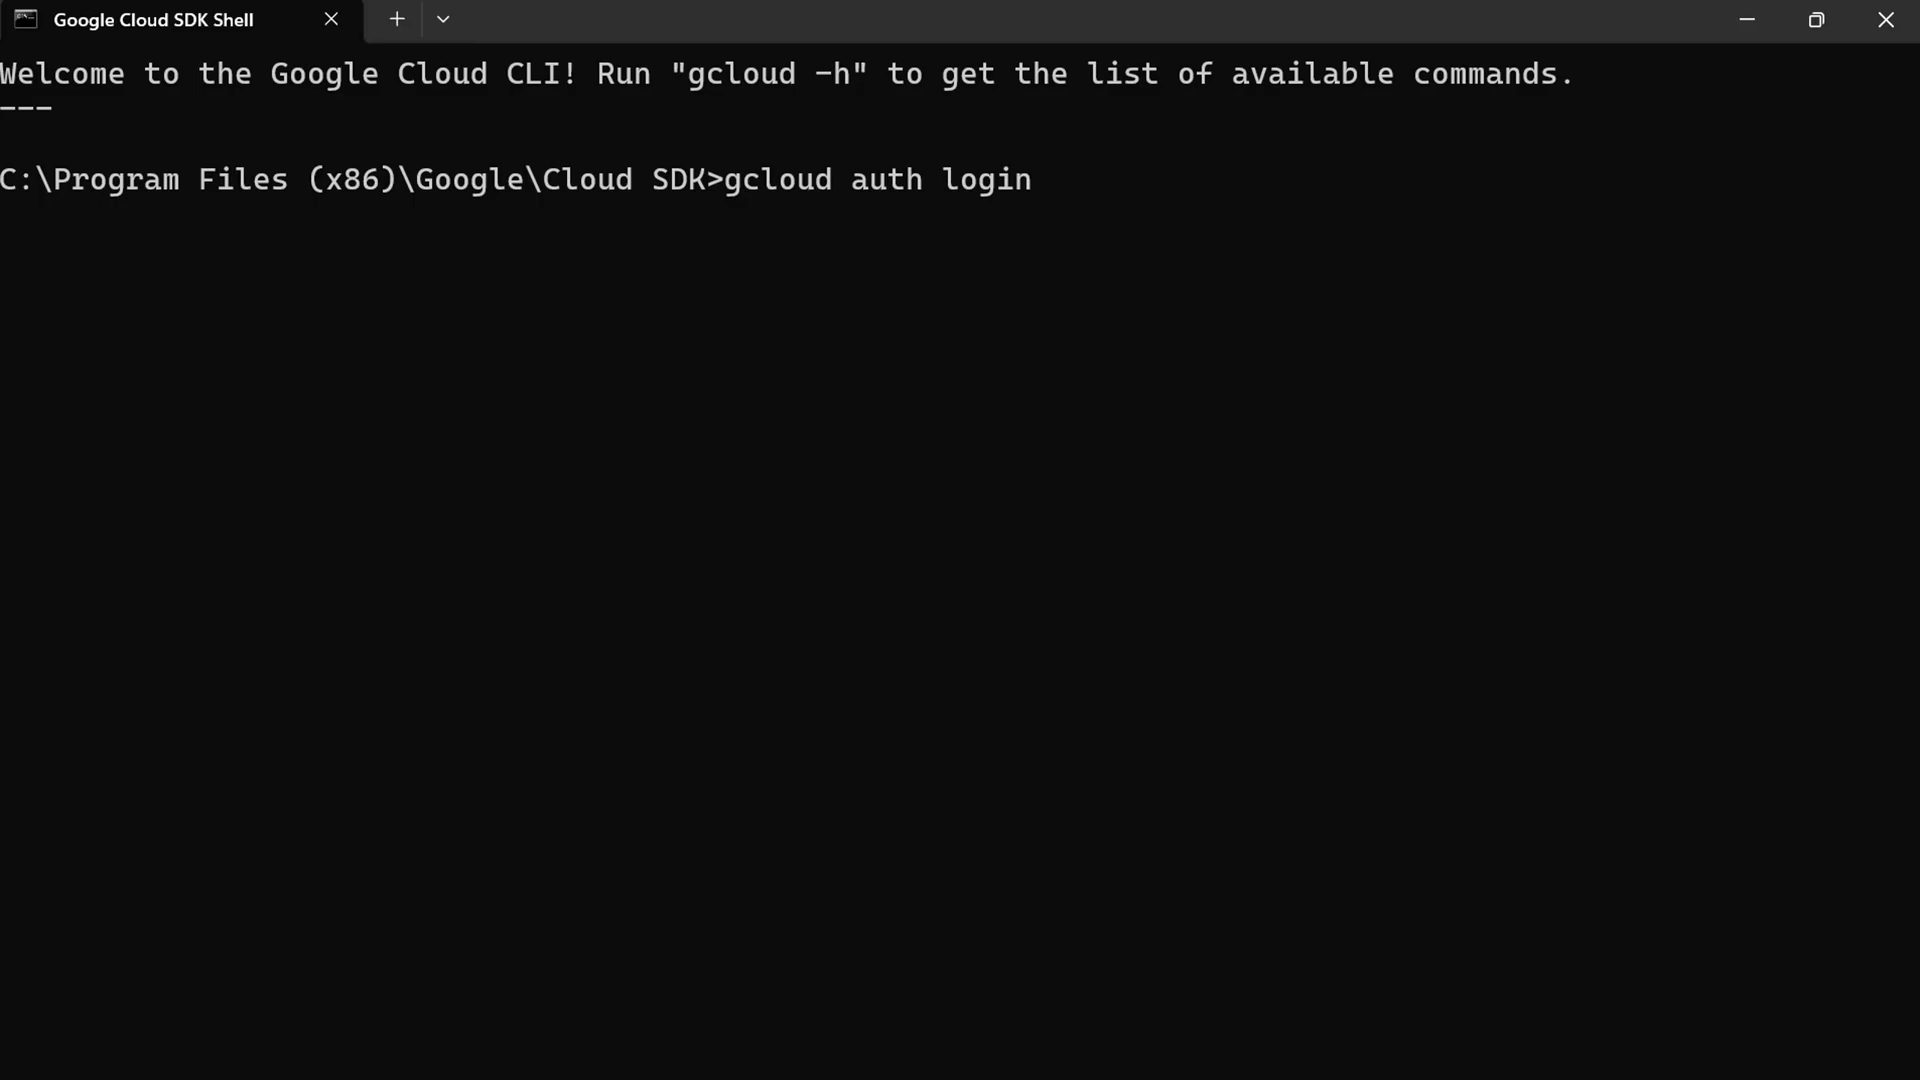 Google Cloud SDK Shell
Welcome to the Google Cloud CLI! Run "gcloud -h" to get the list of available commands.
---
C:\Program Files (x86)\Google\Cloud SDK>gcloud auth login